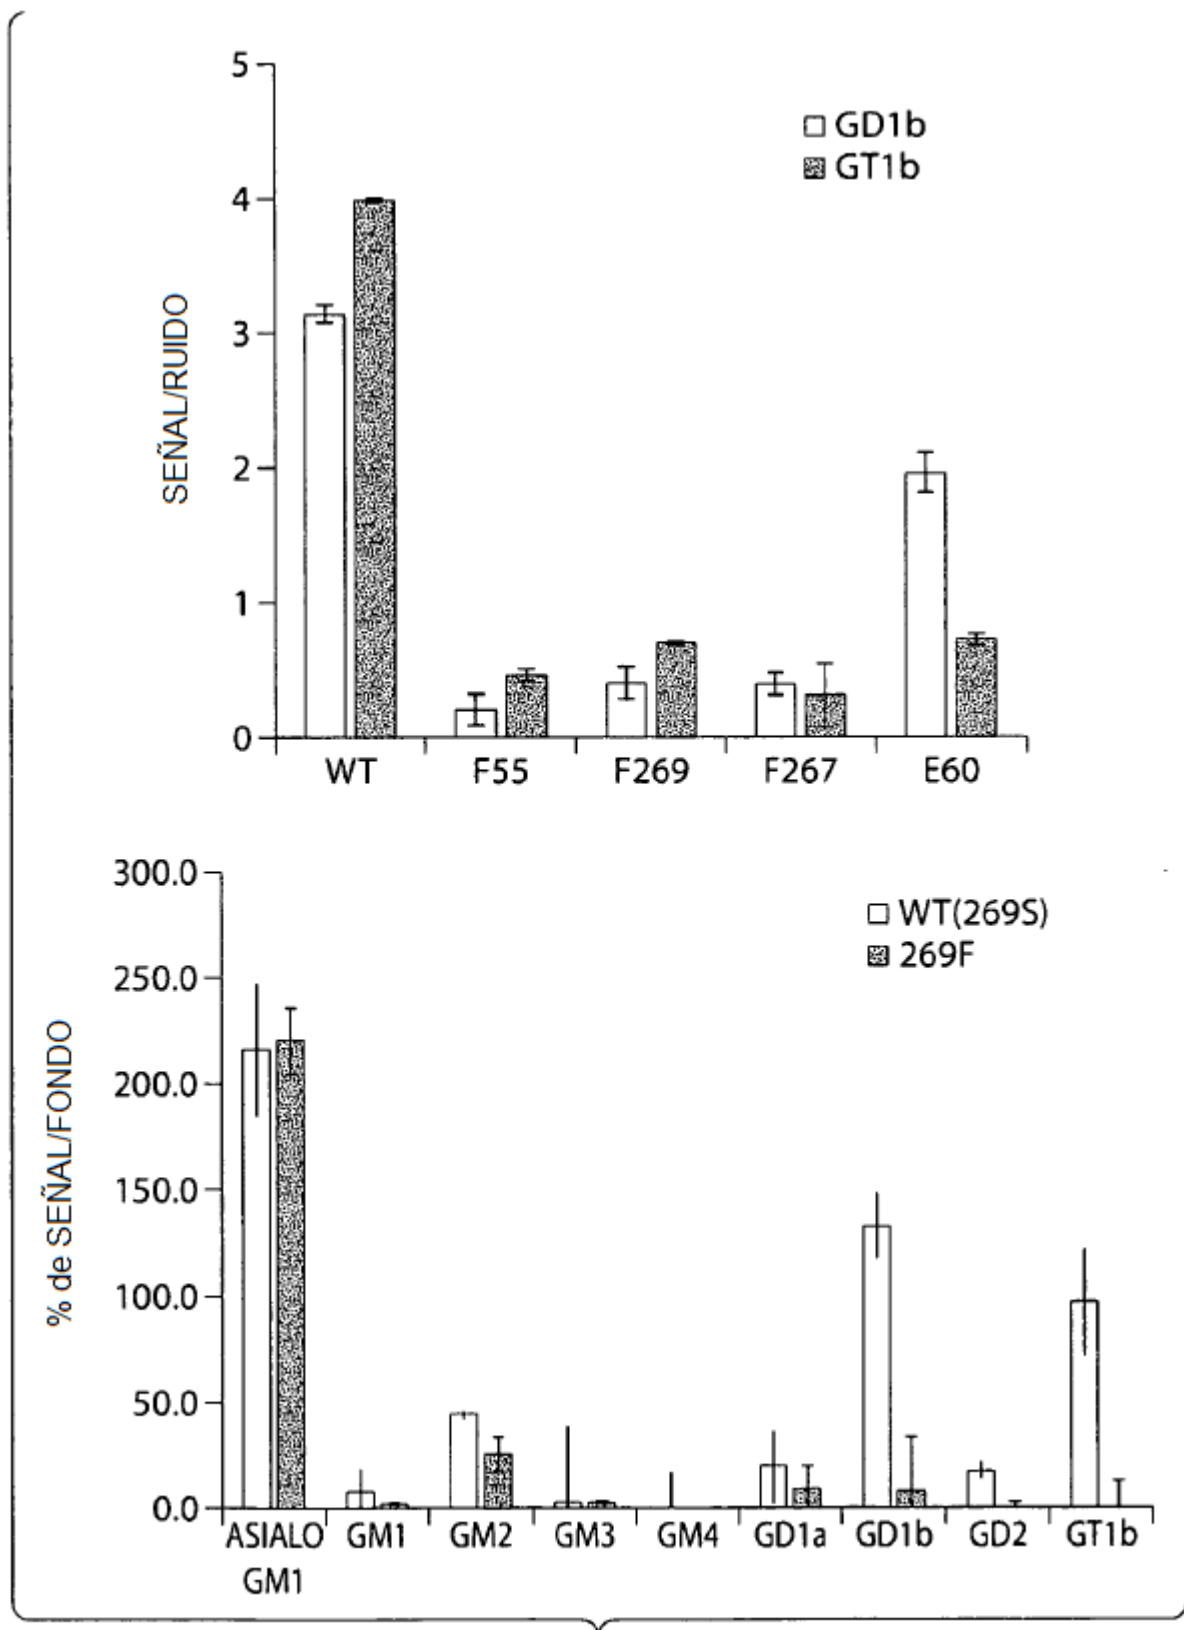 5
GD1b
GT1b
4
3
2
1
0
SEÑAL/RUIDO
WT F55 F269 F267 E60
300.0
WT(269S)
269F
250.0
200.0
150.0
100.0
50.0
0.0
% de SEÑAL/FONDO
ASIALO GM1 GM2 GM3 GM4 GD1a GD1b GD2 GT1b
GM1